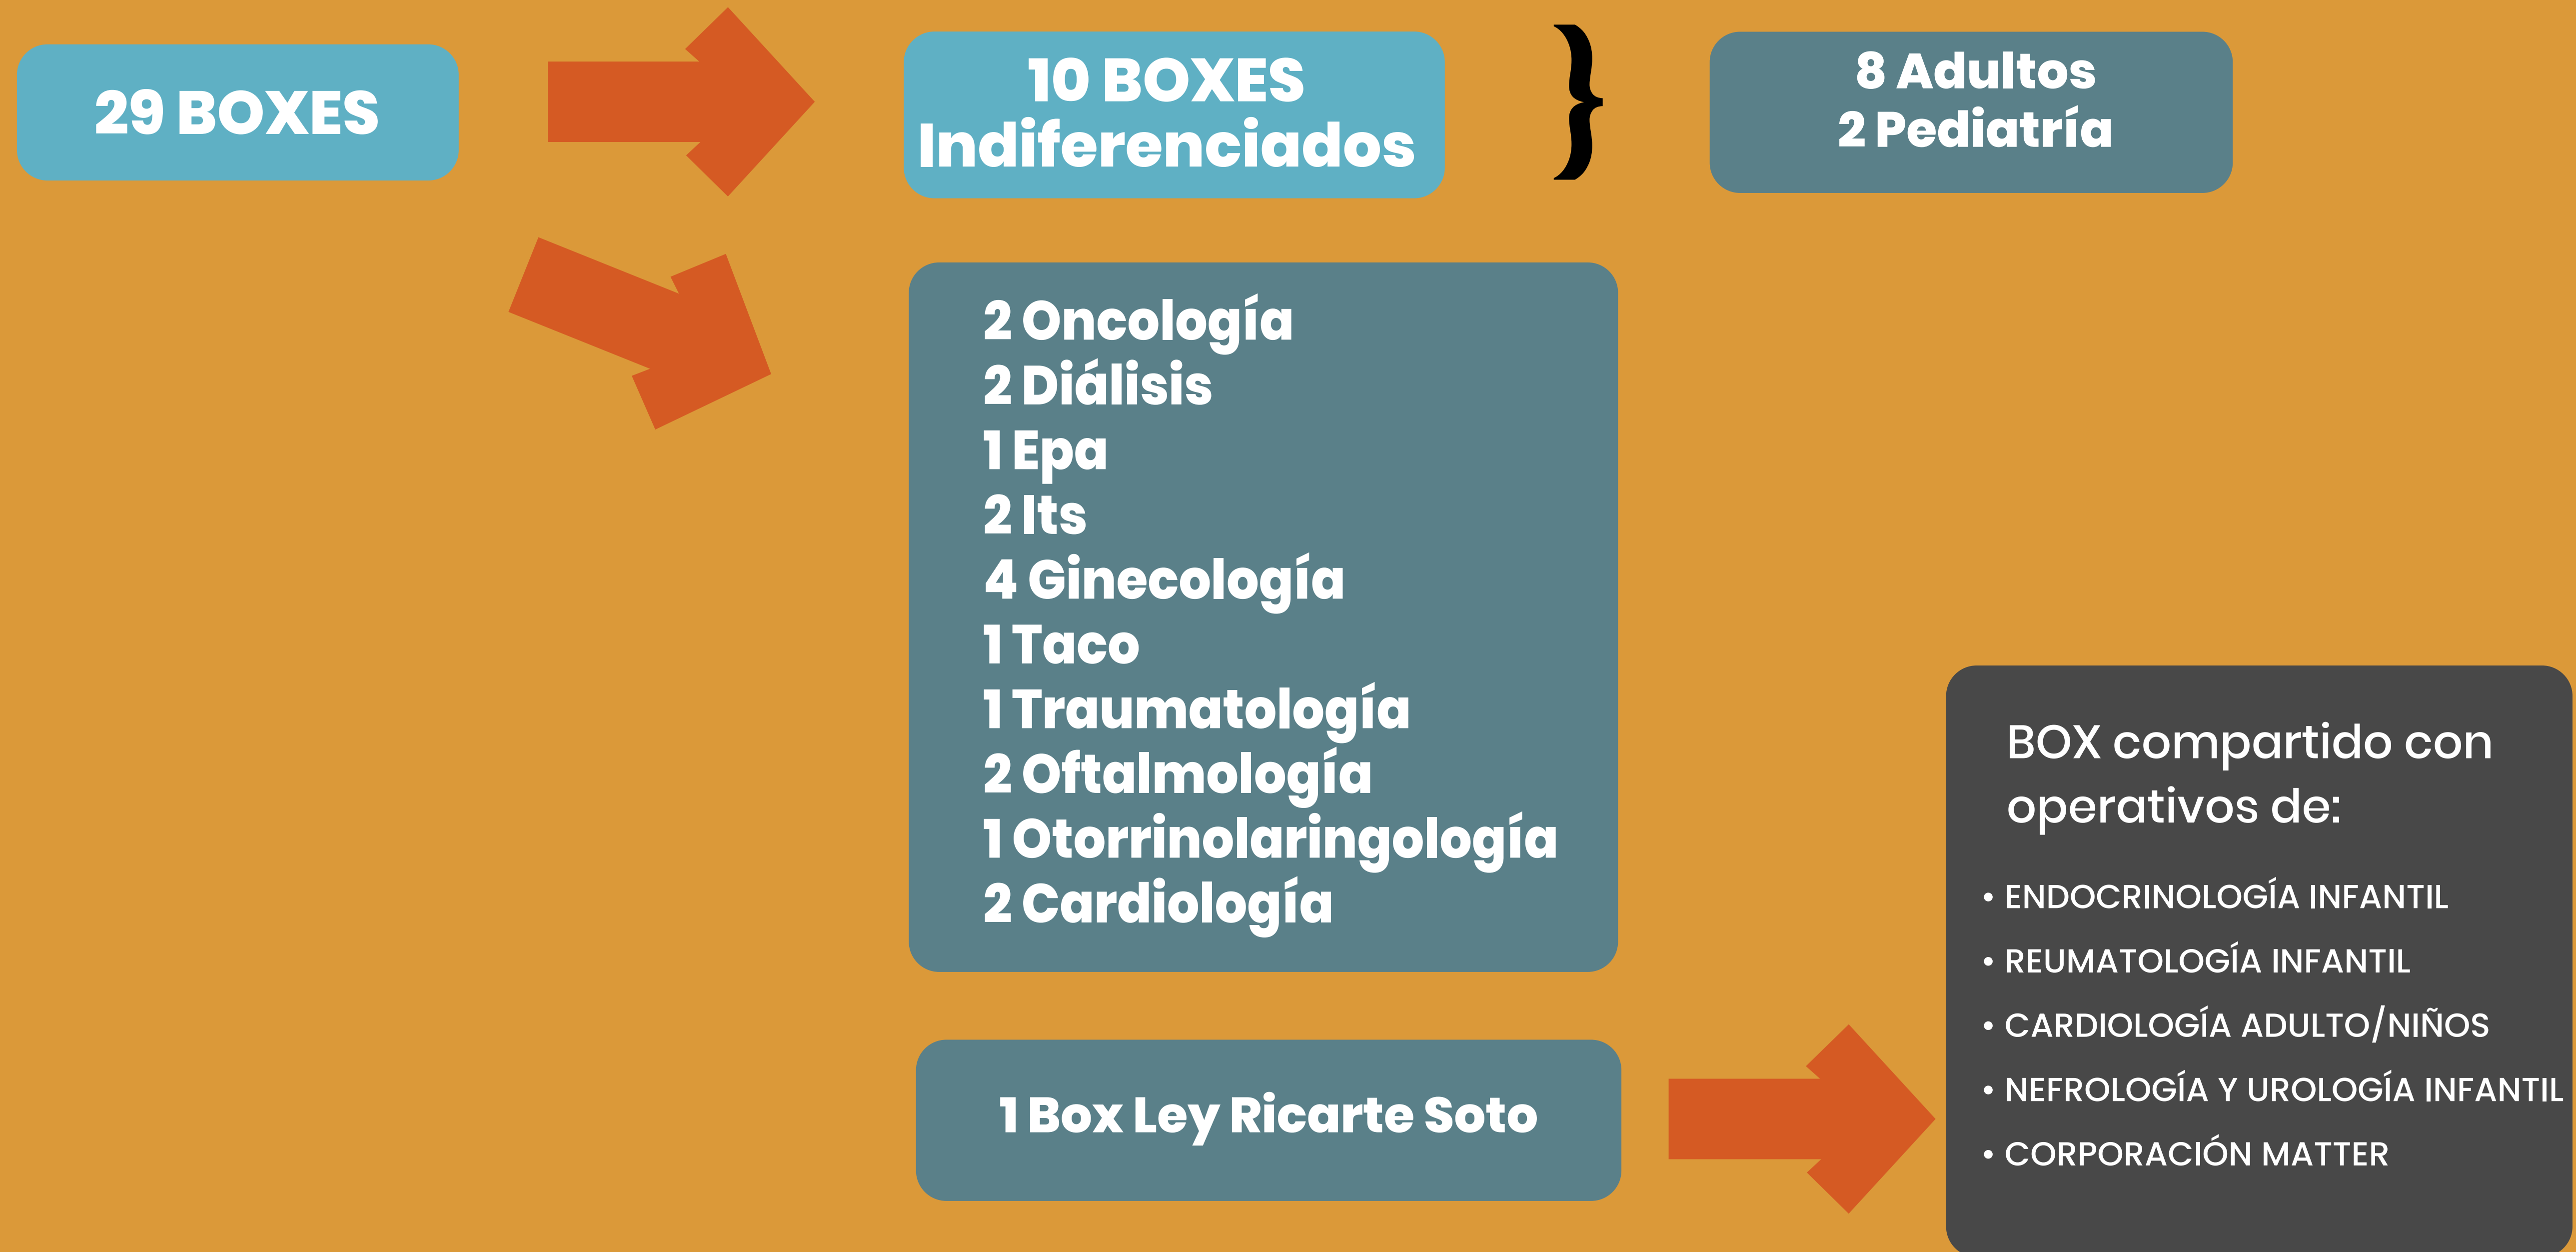 29 BOXES
10 BOXES
Indiferenciados
}
8 Adultos
2 Pediatría
2 Oncología
2 Diálisis
1 Epa
2 Its
4 Ginecología
1 Taco
1 Traumatología
2 Oftalmología
1 Otorrinolaringología
2 Cardiología
1 Box Ley Ricarte Soto
BOX compartido con
operativos de:
• ENDOCRINOLOGÍA INFANTIL
• REUMATOLOGÍA INFANTIL
• CARDIOLOGÍA ADULTO/NIÑOS
• NEFROLOGÍA Y UROLOGÍA INFANTIL
• CORPORACIÓN MATTER